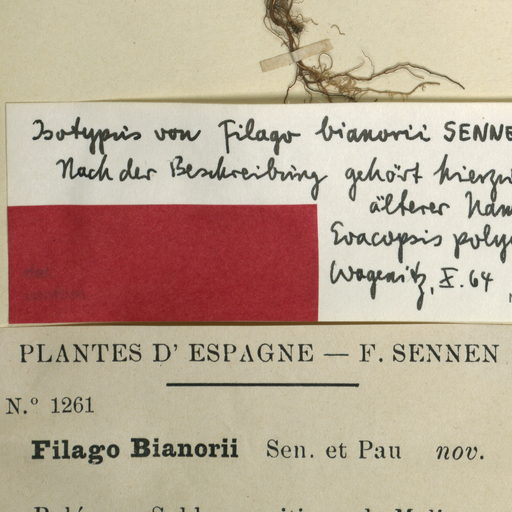 Isotypus von Filago bianorii SENNE
Nach der Beschreibung gehört hierzu
älterer Nam
Evacopsis poly
Wagenitz, X. 64
PLANTES D' ESPAGNE — F. SENNEN
N.º 1261
Filago Bianorii Sen. et Pau nov.